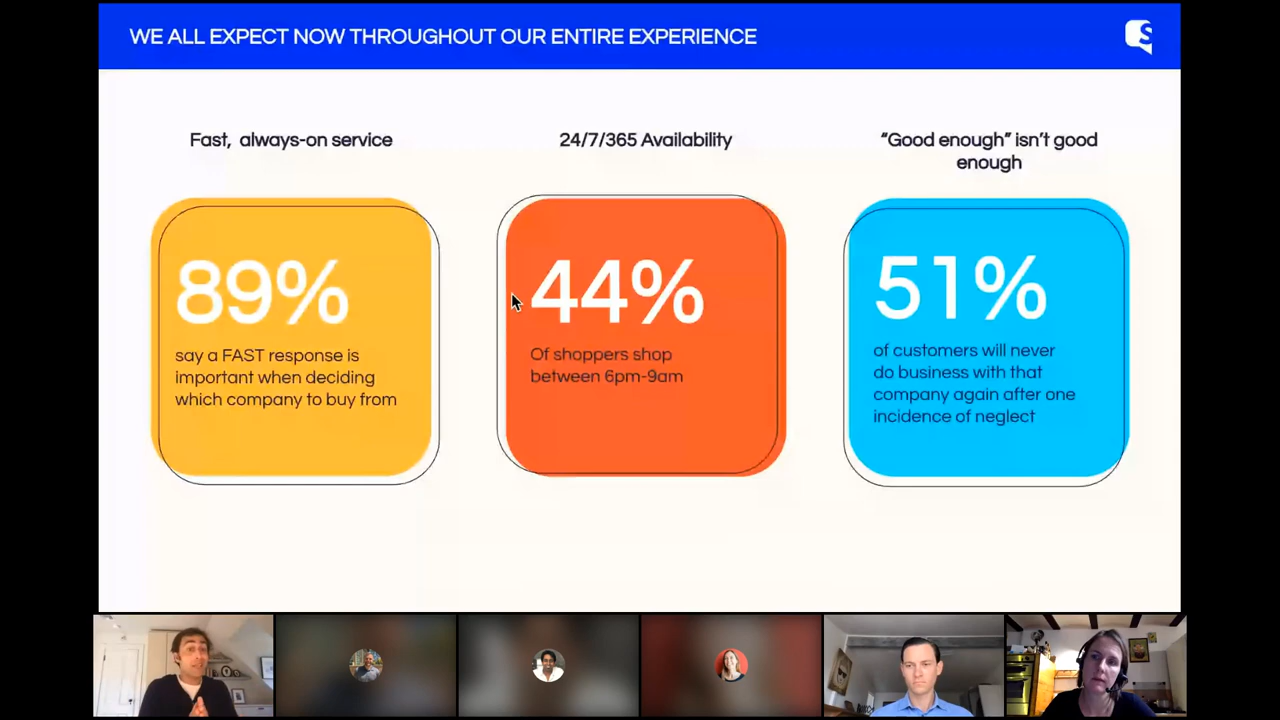 WE ALL EXPECT NOW THROUGHOUT OUR ENTIRE EXPERIENCE
S
Fast, always-on service
24/7/365 Availability
“Good enough” isn’t good
enough
89%
say a FAST response is
important when deciding
which company to buy from
44%
Of shoppers shop
between 6pm-9am
51%
of customers will never
do business with that
company again after one
incidence of neglect